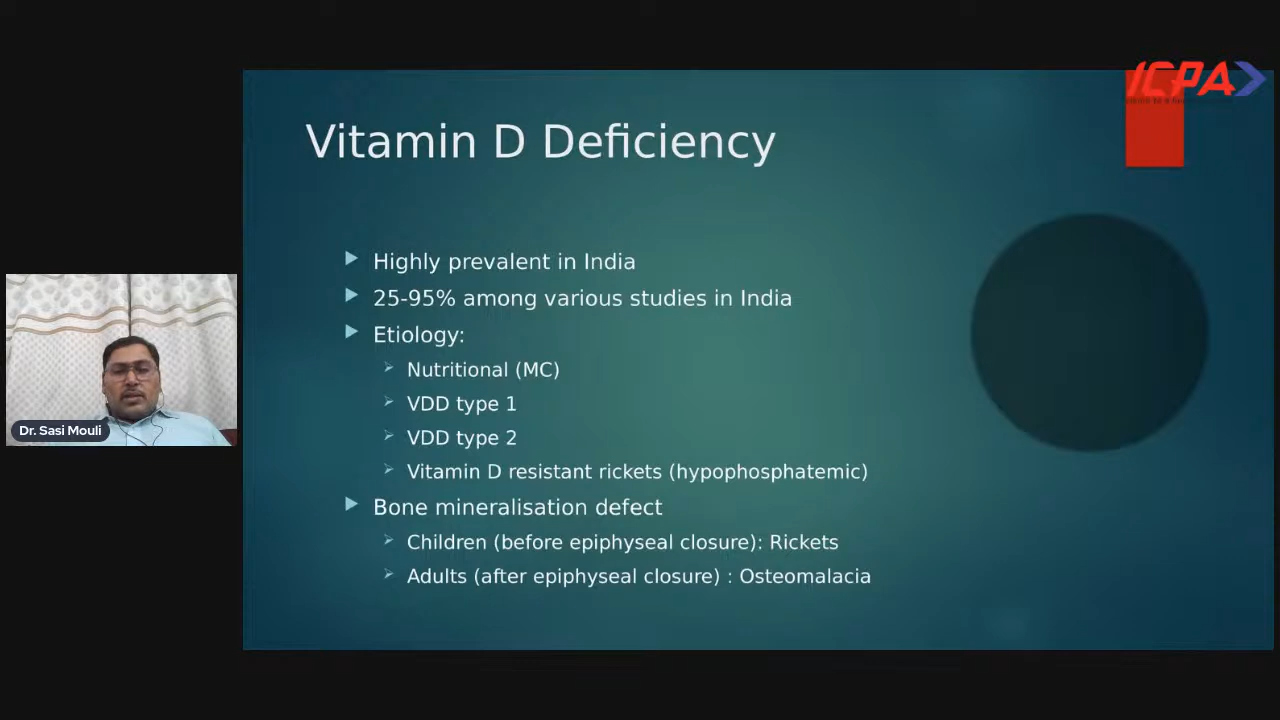 ICPA
Vitamin D Deficiency
Highly prevalent in India
25-95% among various studies in India
Etiology:
Nutritional (MC)
VDD type 1
VDD type 2
Vitamin D resistant rickets (hypophosphatemic)
Bone mineralisation defect
Children (before epiphyseal closure): Rickets
Adults (after epiphyseal closure) : Osteomalacia
Dr. Sasi Mouli